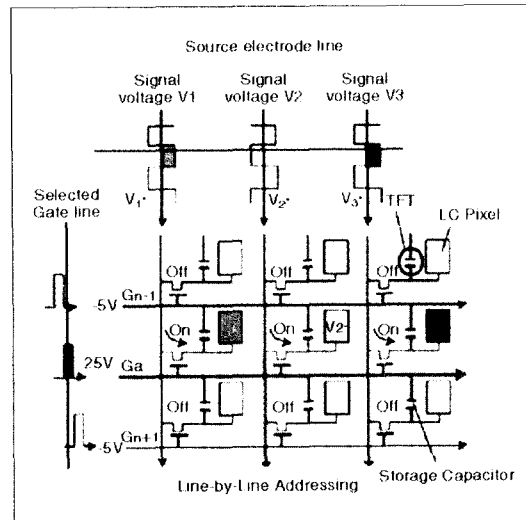 Source electrode line
Signal voltage V1
Signal voltage V2
Signal voltage V3
Selected Gate line
V1*
V2*
V3*
TFT
LC Pixel
Off
Off
Off
-5V
Gn-1
On
On
V2
On
25V
Ga
Off
Off
Off
-5V
Gn+1
Storage Capacitor
Line-by-Line Addressing